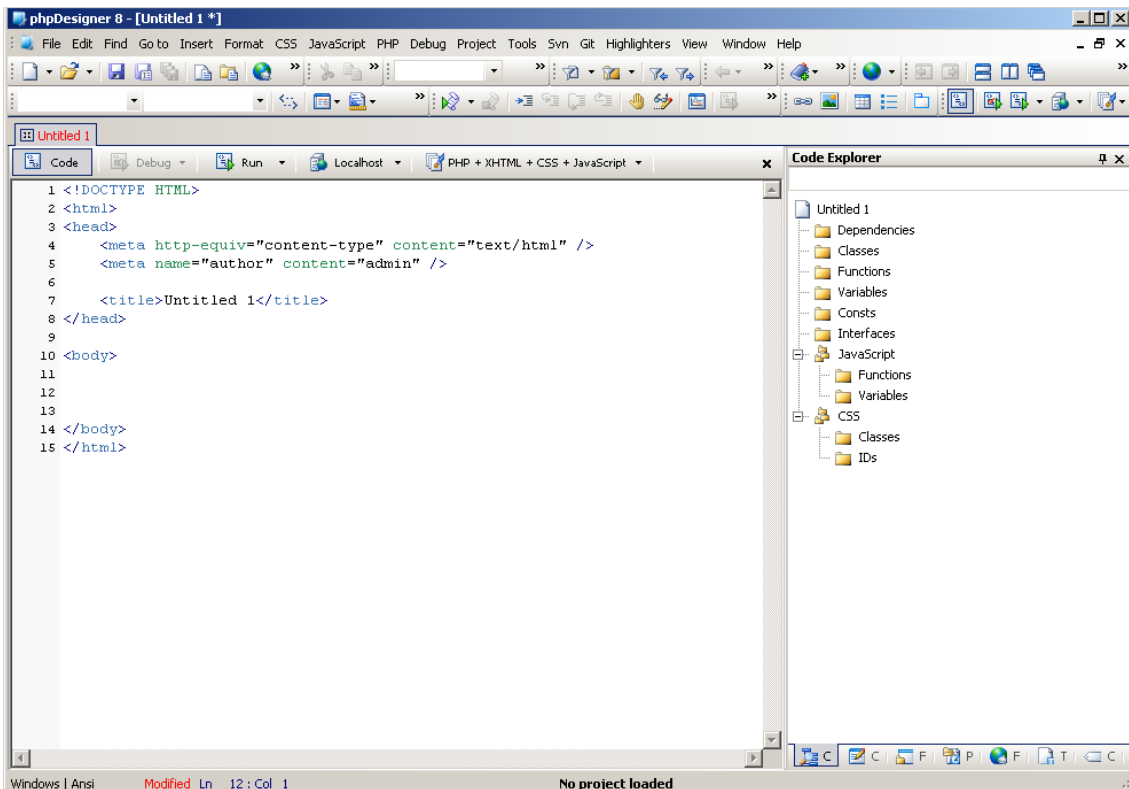 phpDesigner 8 - [Untitled 1 *]
File Edit Find Go to Insert Format CSS JavaScript PHP Debug Project Tools Svn Git Highlighters View Window Help
Untitled 1
Code Debug Run Localhost PHP + XHTML + CSS + JavaScript
1 <!DOCTYPE HTML>
2 <html>
3 <head>
4 <meta http-equiv="content-type" content="text/html" />
5 <meta name="author" content="admin" />
6
7 <title>Untitled 1</title>
8 </head>
9
10 <body>
11
12
13
14 </body>
15 </html>
Code Explorer
Untitled 1
Dependencies
Classes
Functions
Variables
Consts
Interfaces
JavaScript
Functions
Variables
CSS
Classes
IDs
C C F P F T C
Windows | Ansi Modified Ln 12 : Col 1 No project loaded